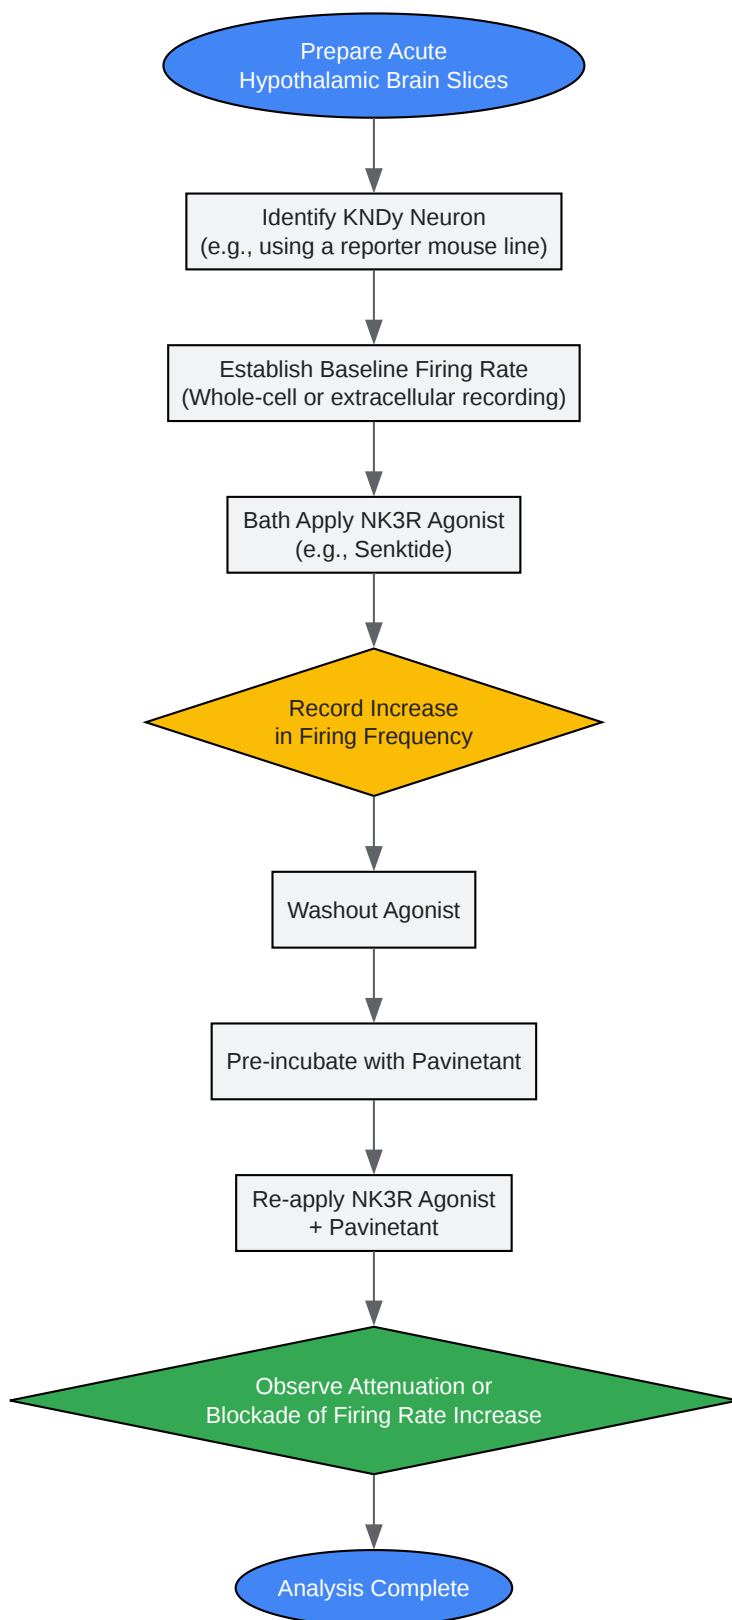 Prepare Acute
Hypothalamic Brain Slices
Identify KNDy Neuron
(e.g., using a reporter mouse line)
Establish Baseline Firing Rate
(Whole-cell or extracellular recording)
Bath Apply NK3R Agonist
(e.g., Senktide)
Record Increase
in Firing Frequency
Washout Agonist
Pre-incubate with Pavinetant
Re-apply NK3R Agonist
+ Pavinetant
Observe Attenuation or
Blockade of Firing Rate Increase
Analysis Complete